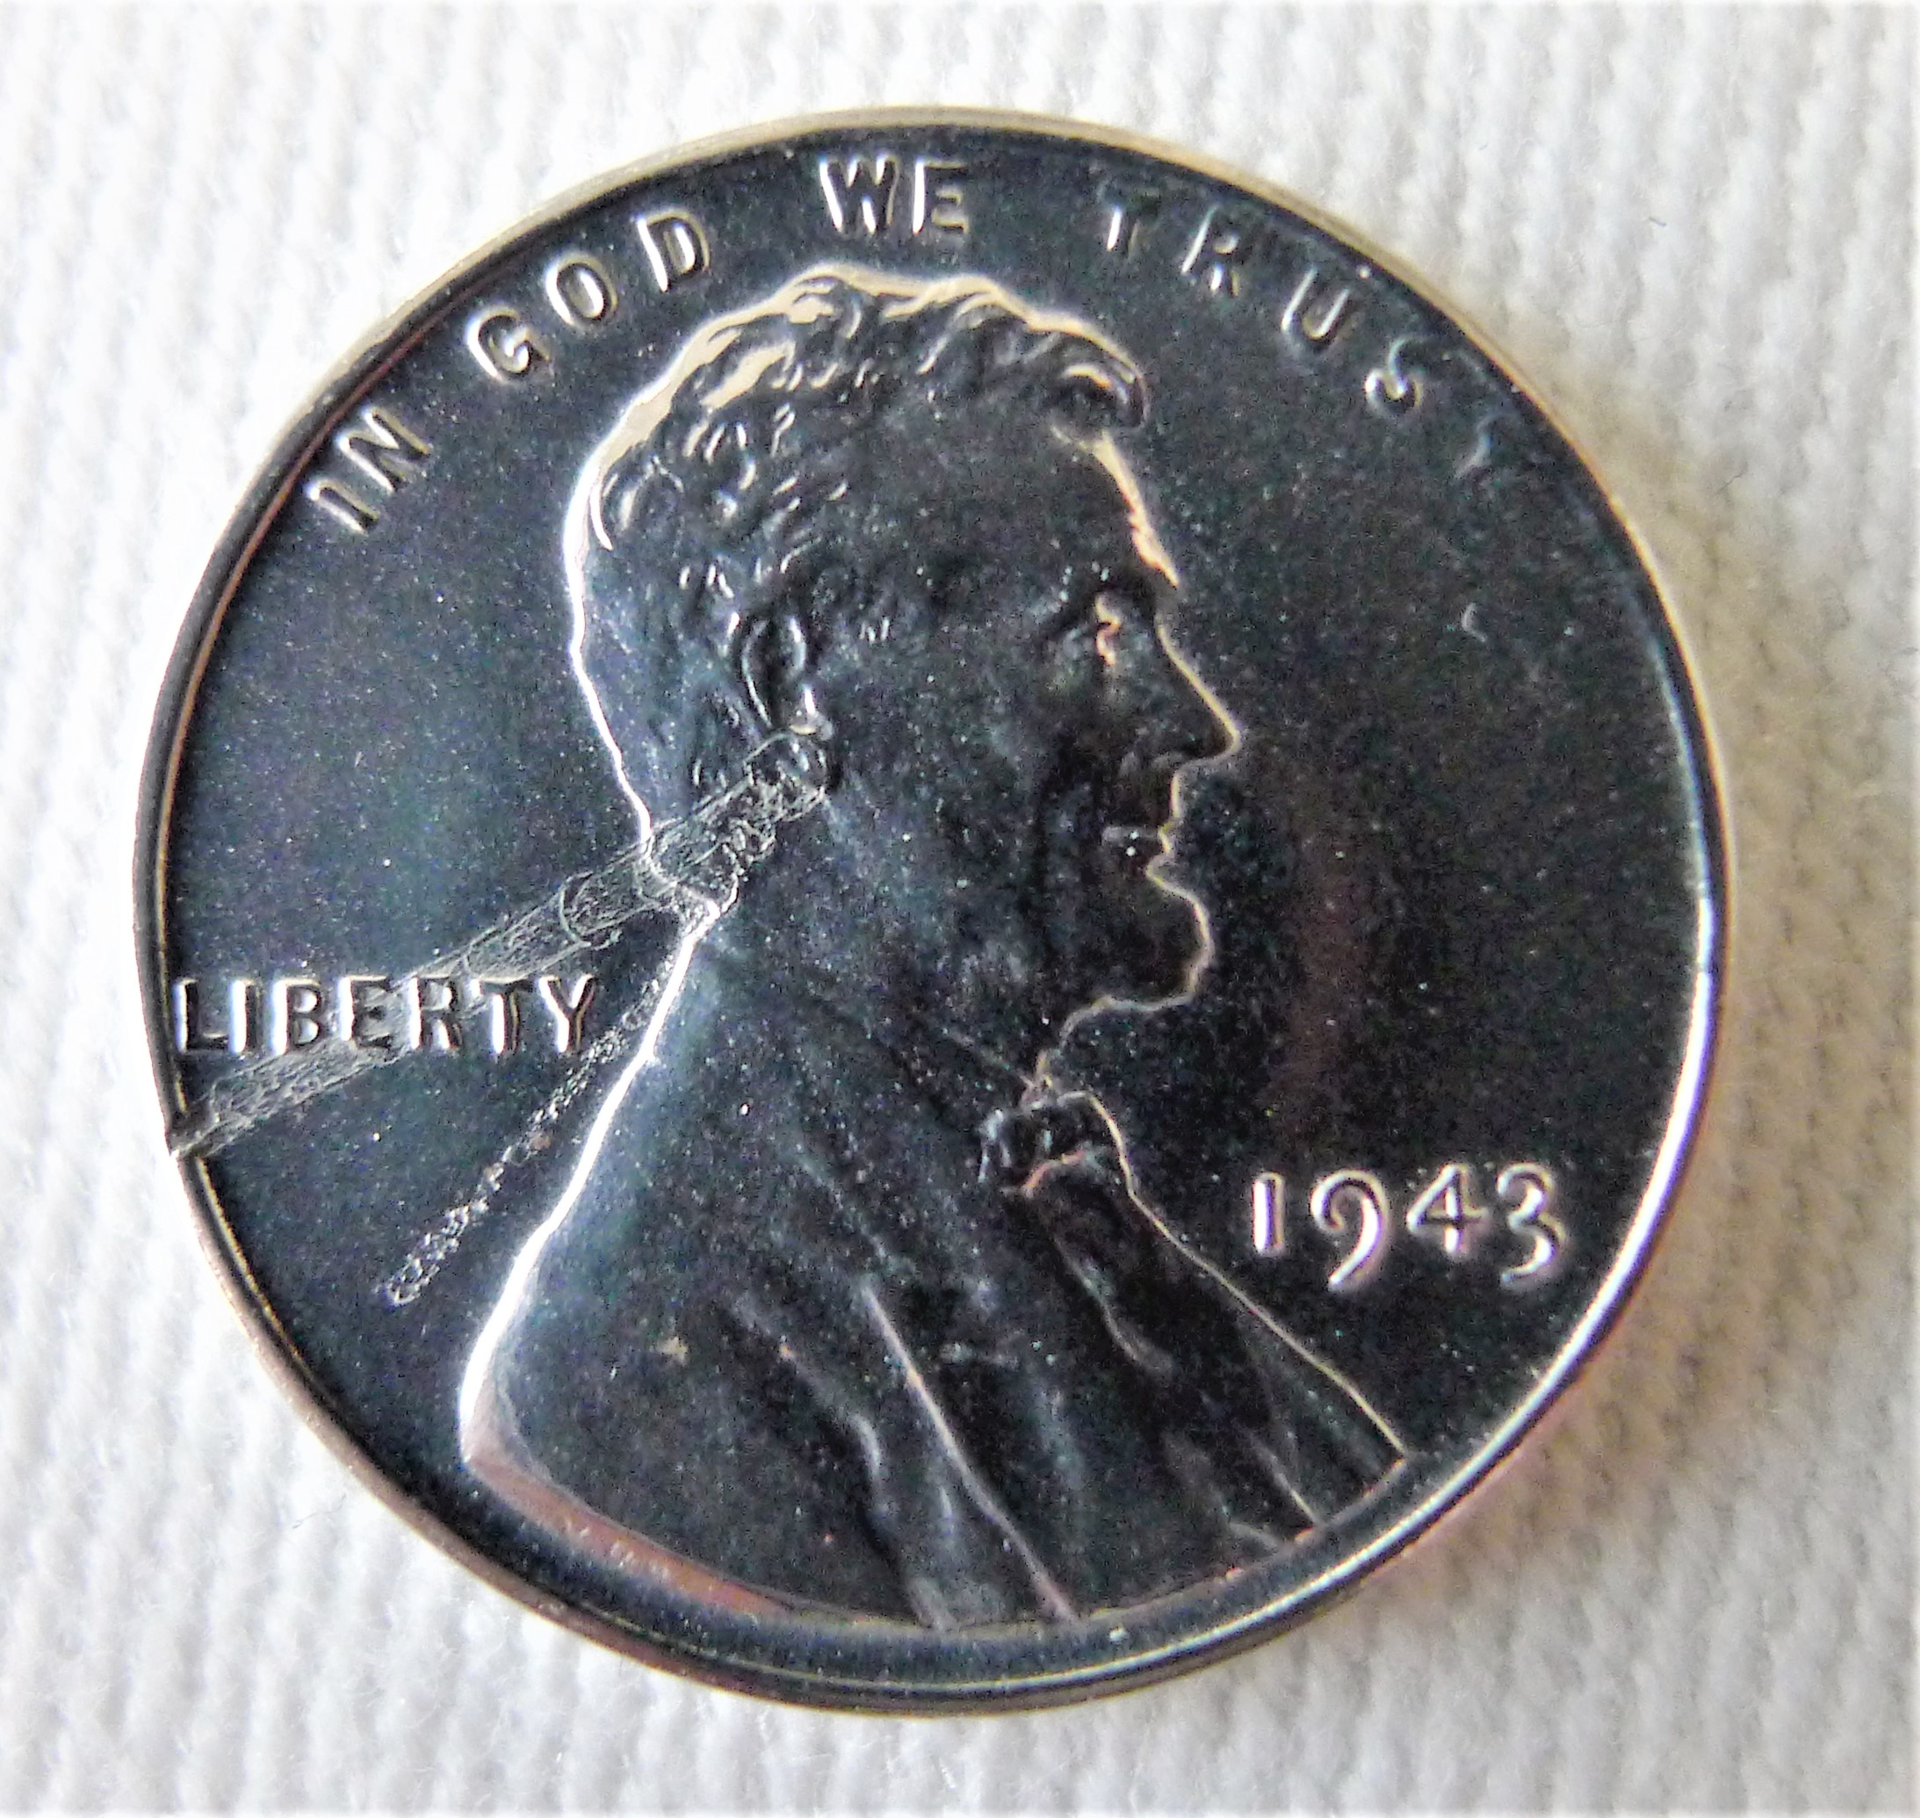 IN GOD WE TRUST
LIBERTY
1943